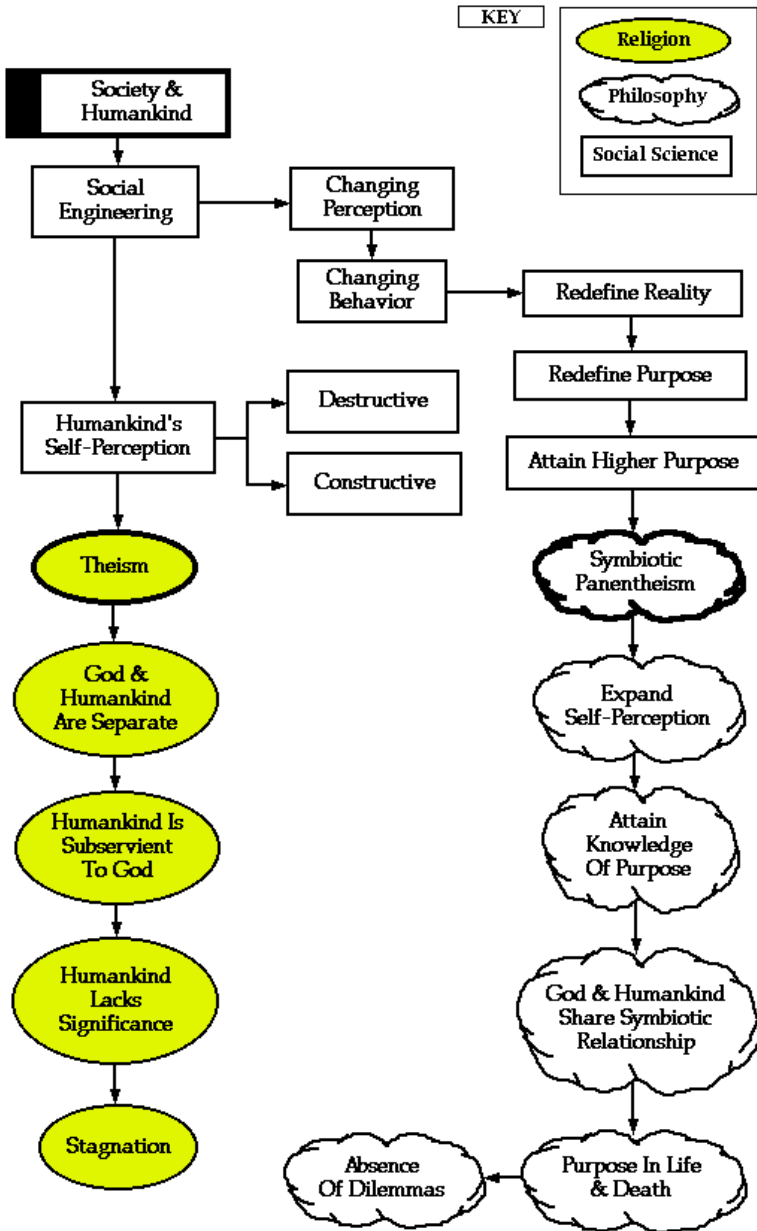 KEY
Religion
Philosophy
Social Science
Society &
Humankind
Social
Engineering
Changing
Perception
Changing
Behavior
Redefine Reality
Redefine Purpose
Attain Higher Purpose
Humankind's
Self-Perception
Destructive
Constructive
Theism
God &
Humankind
Are Separate
Humankind Is
Subservient
To God
Humankind
Lacks
Significance
Stagnation
Symbiotic
Panentheism
Expand
Self-Perception
Attain
Knowledge
Of Purpose
God & Humankind
Share Symbiotic
Relationship
Purpose In Life
& Death
Absence
Of Dilemmas